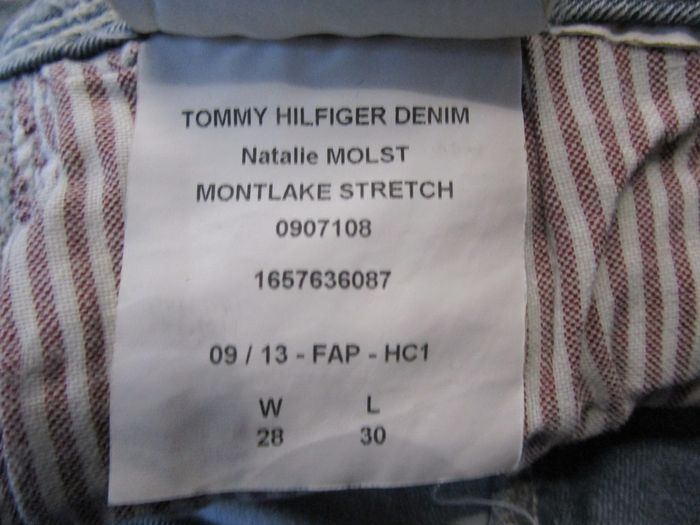 TOMMY HILFIGER DENIM
Natalie MOLST
MONTLAKE STRETCH
0907108
1657636087
09 / 13 - FAP - HC1
W L
28 30